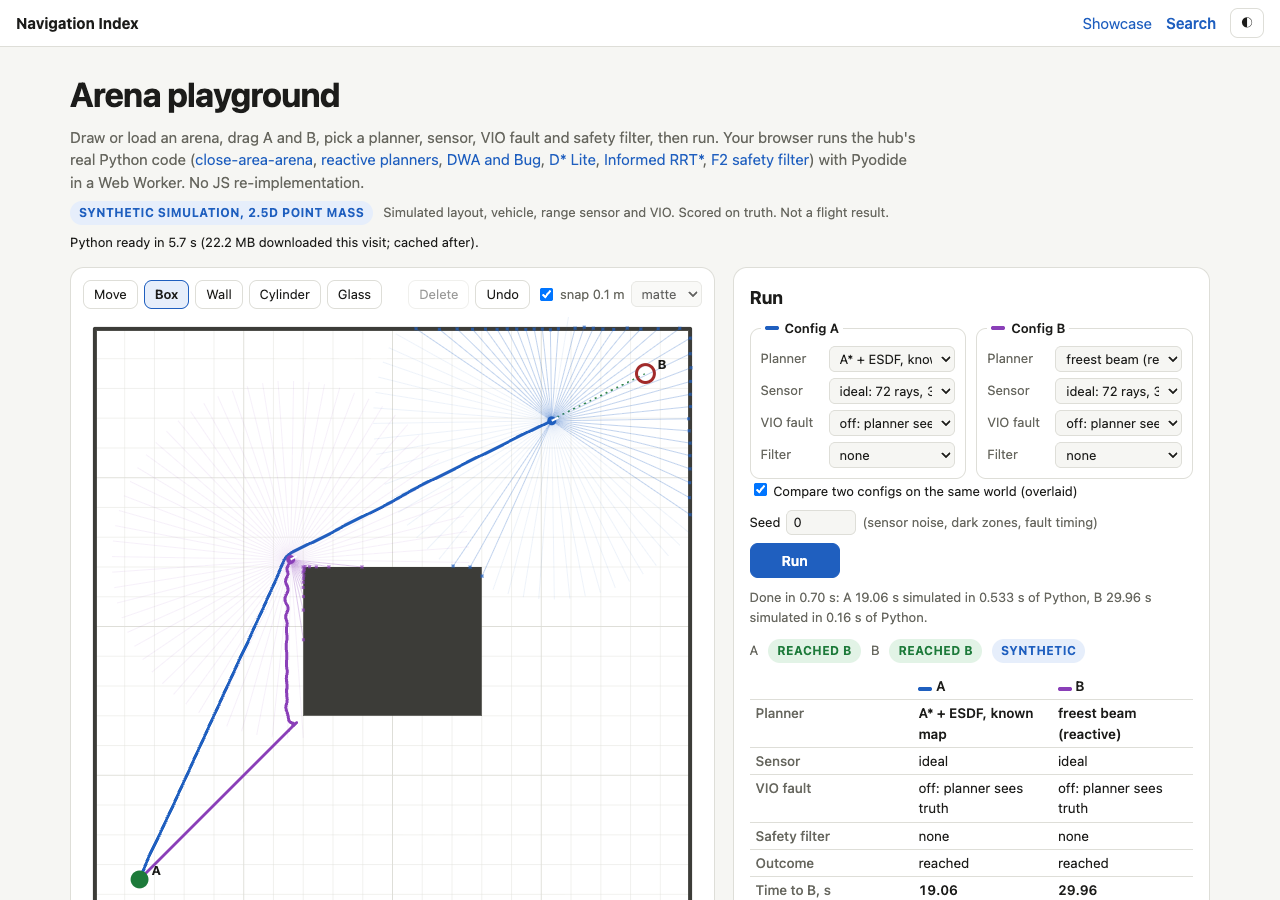 Navigation Index
Showcase Search
Arena playground
Draw or load an arena, drag A and B, pick a planner, sensor, VIO fault and safety filter, then run. Your browser runs the hub's
real Python code (close-area-arena, reactive planners, DWA and Bug, D* Lite, Informed RRT*, F2 safety filter) with Pyodide
in a Web Worker. No JS re-implementation.
SYNTHETIC SIMULATION, 2.5D POINT MASS Simulated layout, vehicle, range sensor and VIO. Scored on truth. Not a flight result.
Python ready in 5.7 s (22.2 MB downloaded this visit; cached after).
Move Box Wall Cylinder Glass Delete Undo snap 0.1 m matte
B
A
Run
Config A
Planner A* + ESDF, know
Sensor ideal: 72 rays, 3
VIO fault off: planner see
Filter none
Config B
Planner freest beam (re
Sensor ideal: 72 rays, 3
VIO fault off: planner see
Filter none
Compare two configs on the same world (overlaid)
Seed 0 (sensor noise, dark zones, fault timing)
Run
Done in 0.70 s: A 19.06 s simulated in 0.533 s of Python, B 29.96 s
simulated in 0.16 s of Python.
A REACHED B B REACHED B SYNTHETIC
A B
Planner A* + ESDF, known map freest beam (reactive)
Sensor ideal ideal
VIO fault off: planner sees truth off: planner sees truth
Safety filter none none
Outcome reached reached
Time to B, s 19.06 29.96